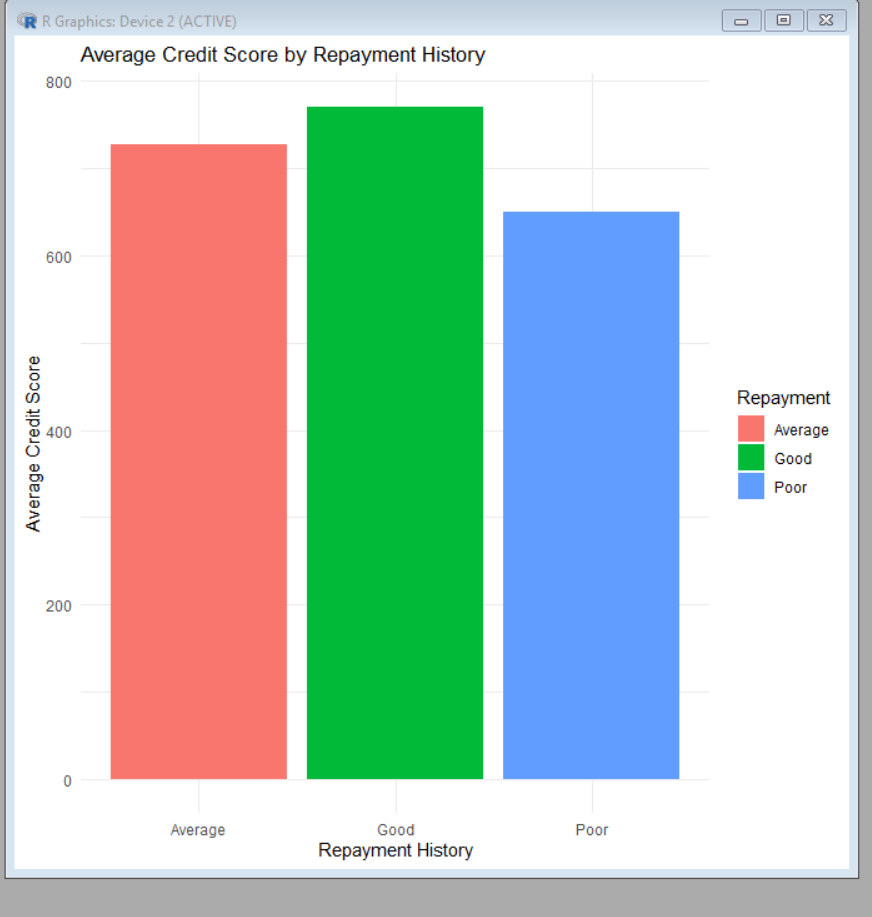 R Graphics: Device 2 (ACTIVE)
Average Credit Score by Repayment History
800
600
400
200
0
Average Credit Score
Average
Good
Poor
Repayment History
Repayment
Average
Good
Poor